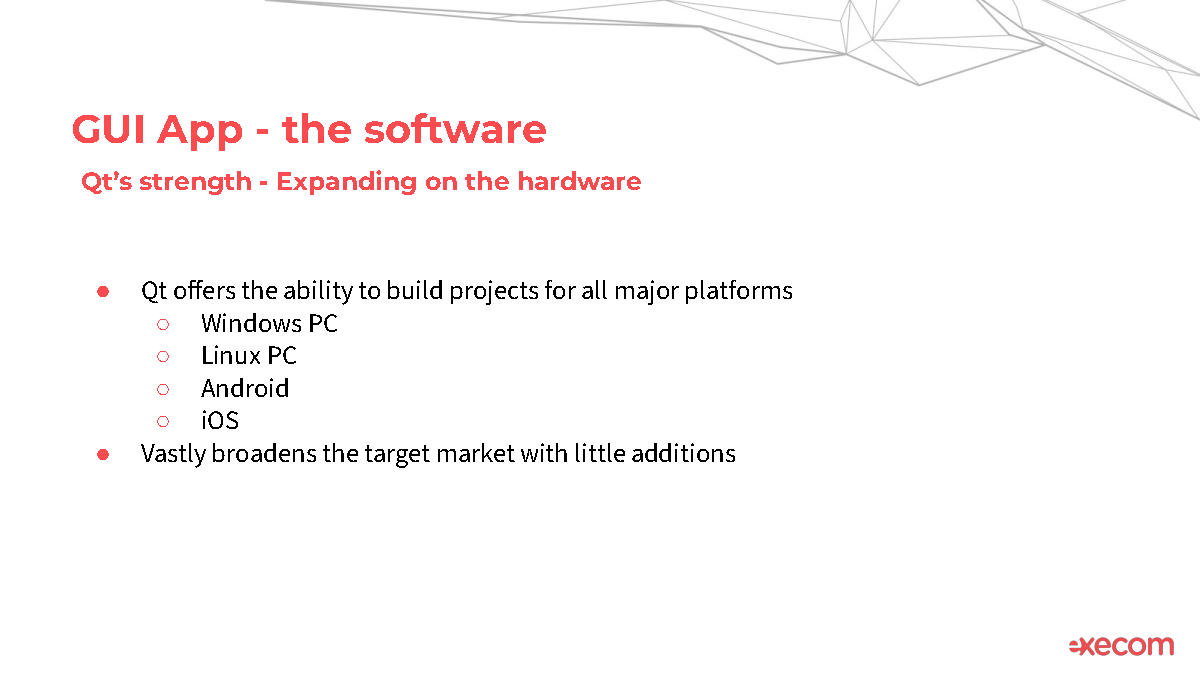 GUI App - the software
Qt’s strength - Expanding on the hardware
● Qt offers the ability to build projects for all major platforms
○ Windows PC
○ Linux PC
○ Android
○ iOS
● Vastly broadens the target market with little additions
execom